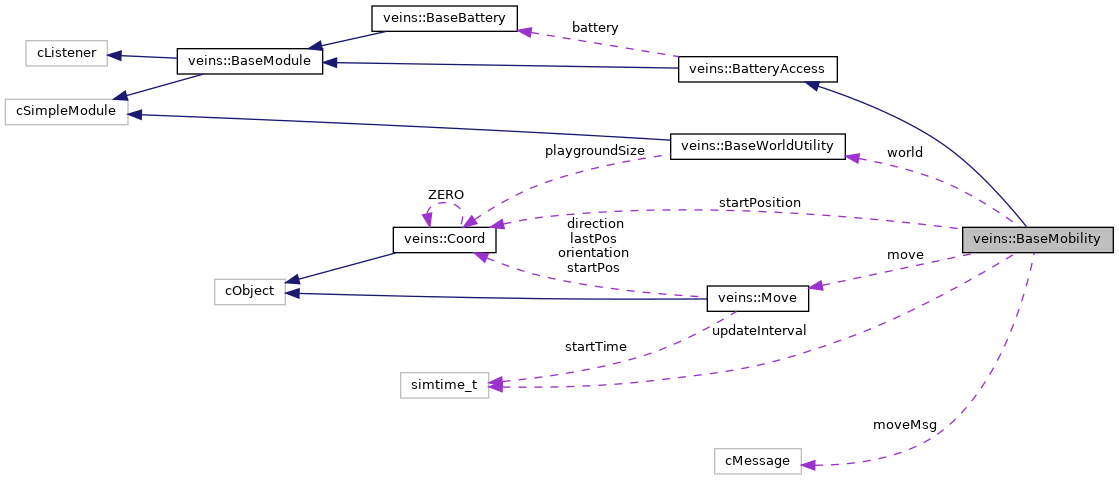 veins::BaseBattery
battery
cListener
veins::BaseModule
veins::BatteryAccess
cSimpleModule
veins::BaseWorldUtility
playgroundSize
world
ZERO
startPosition
direction
lastPos
orientation
startPos
veins::Coord
veins::BaseMobility
move
cObject
veins::Move
updateInterval
startTime
simtime_t
moveMsg
cMessage